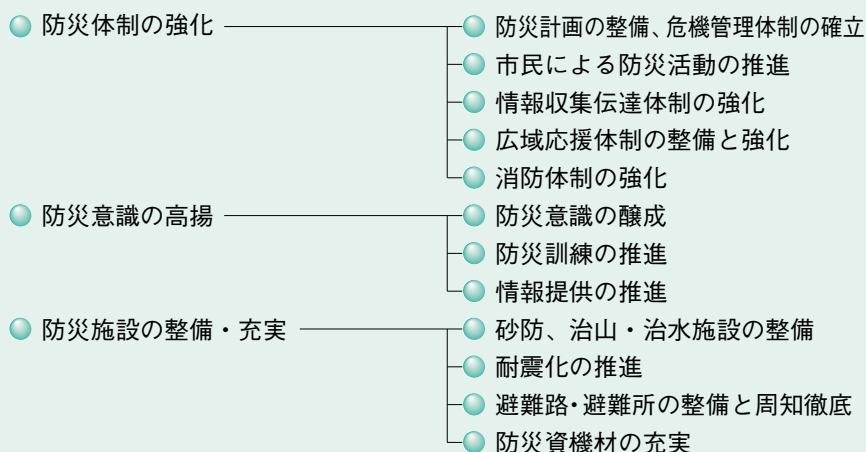 防災体制の強化
防災計画の整備、危機管理体制の確立
市民による防災活動の推進
情報収集伝達体制の強化
広域応援体制の整備と強化
消防体制の強化
防災意識の高揚
防災意識の醸成
防災訓練の推進
情報提供の推進
防災施設の整備・充実
砂防、治山・治水施設の整備
耐震化の推進
避難路・避難所の整備と周知徹底
防災資機材の充実